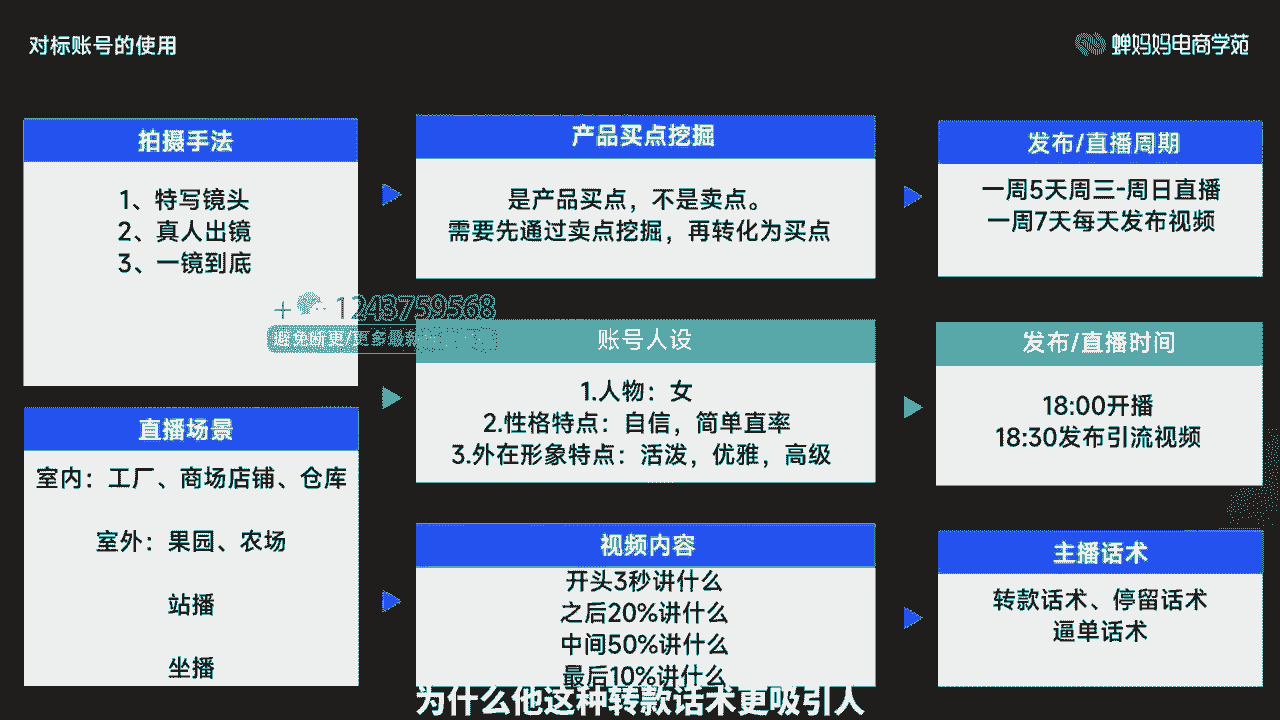 对标账号的使用
蝉妈妈电商学苑
拍摄手法
1、特写镜头
2、真人出镜
3、一镜到底
直播场景
室内：工厂、商场店铺、仓库
室外：果园、农场
站播
坐播
产品买点挖掘
是产品买点，不是卖点。
需要先通过卖点挖掘，再转化为买点
账号人设
1.人物：女
2.性格特点：自信，简单直率
3.外在形象特点：活泼，优雅，高级
视频内容
开头3秒讲什么
之后20%讲什么
中间50%讲什么
最后10%讲什么
发布/直播周期
一周5天周三-周日直播
一周7天每天发布视频
发布/直播时间
18:00开播
18:30发布引流视频
主播话术
转款话术、停留话术
逼单话术
+ 1243759568
避免断更/更多最新
为什么他这种转款话术更吸引人